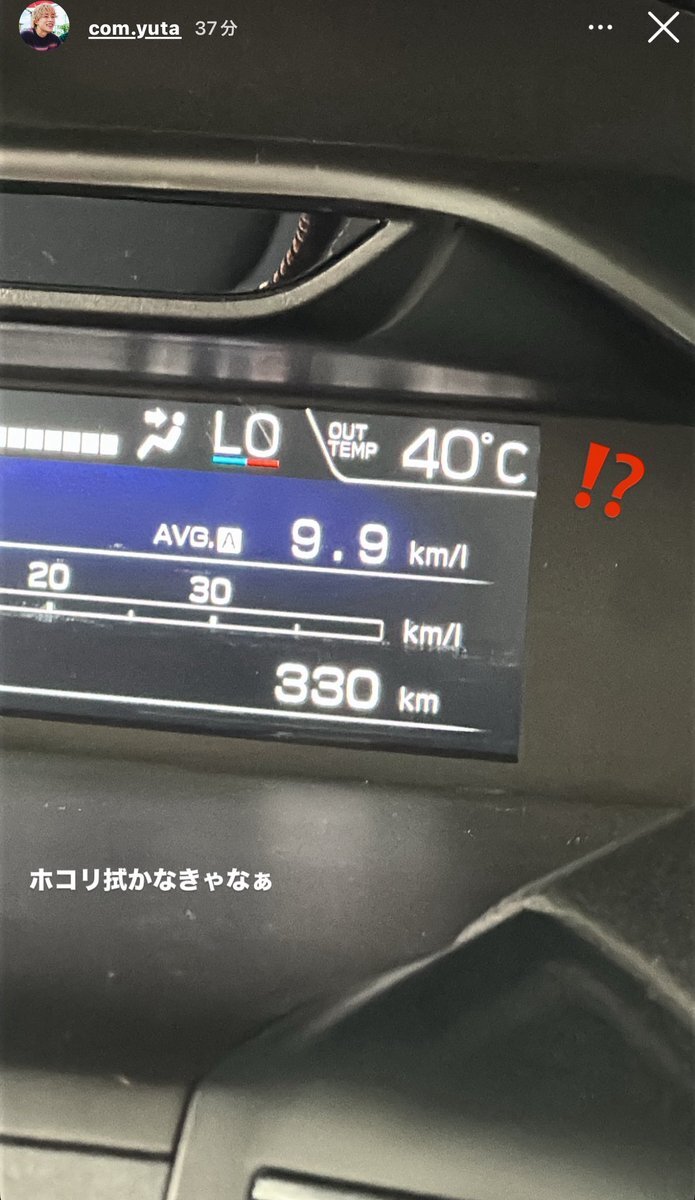 com.yuta 37分
LO OUT TEMP 40°C ⁉
AVG.A 9.9 km/l
20 30
km/l
330 km
ホコリ拭かなきゃなぁ